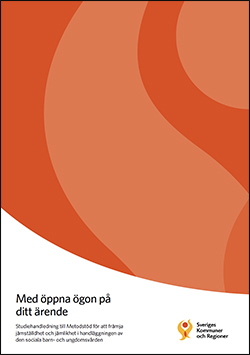 Med öppna ögon på
ditt ärende
Studiehandledning till Metodstöd för att främja
jämställdhet och jämlikhet i handläggningen av
den sociala barn- och ungdomsvården
Sveriges
Kommuner
och Regioner